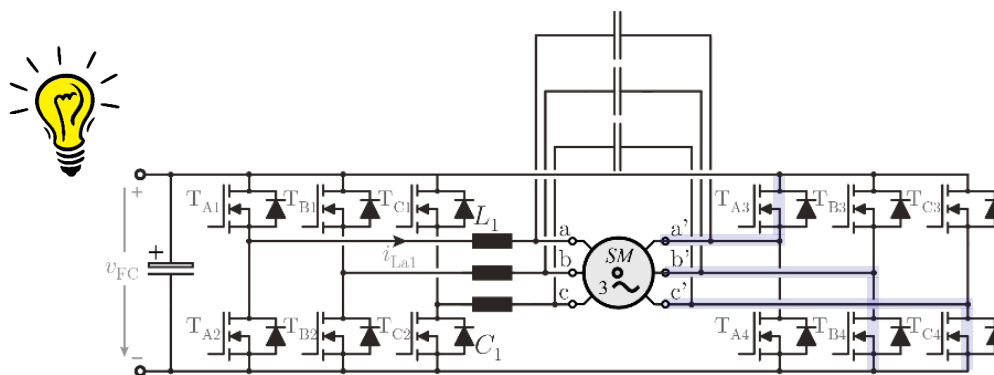 T_A1 T_B1 T_C1 L_1 T_A3 T_B3 T_C3
+ a a' +
i_La1 SM
v_FC + b b'
3
c c'
T_A2 T_B2 T_C2 C_1 T_A4 T_B4 T_C4
−